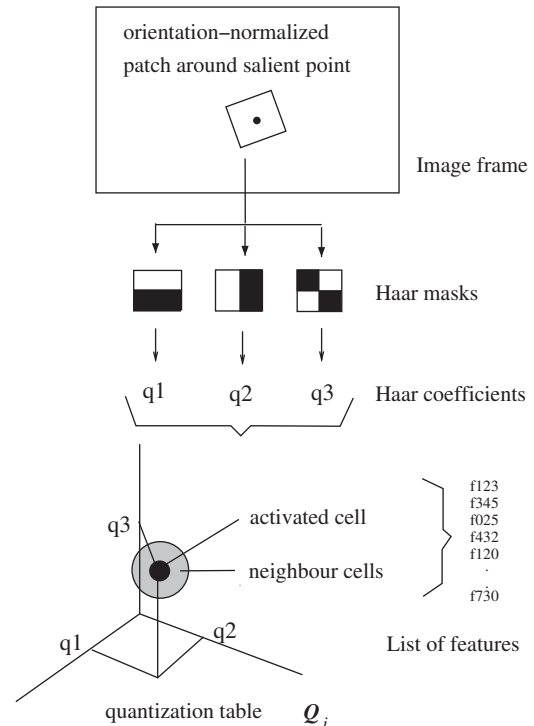 orientation−normalized
patch around salient point
Image frame
Haar masks
q1 q2 q3 Haar coefficients
f123
f345
f025
f432
f120
.
.
f730
q3
activated cell
neighbour cells
q1
q2
List of features
quantization table Q j